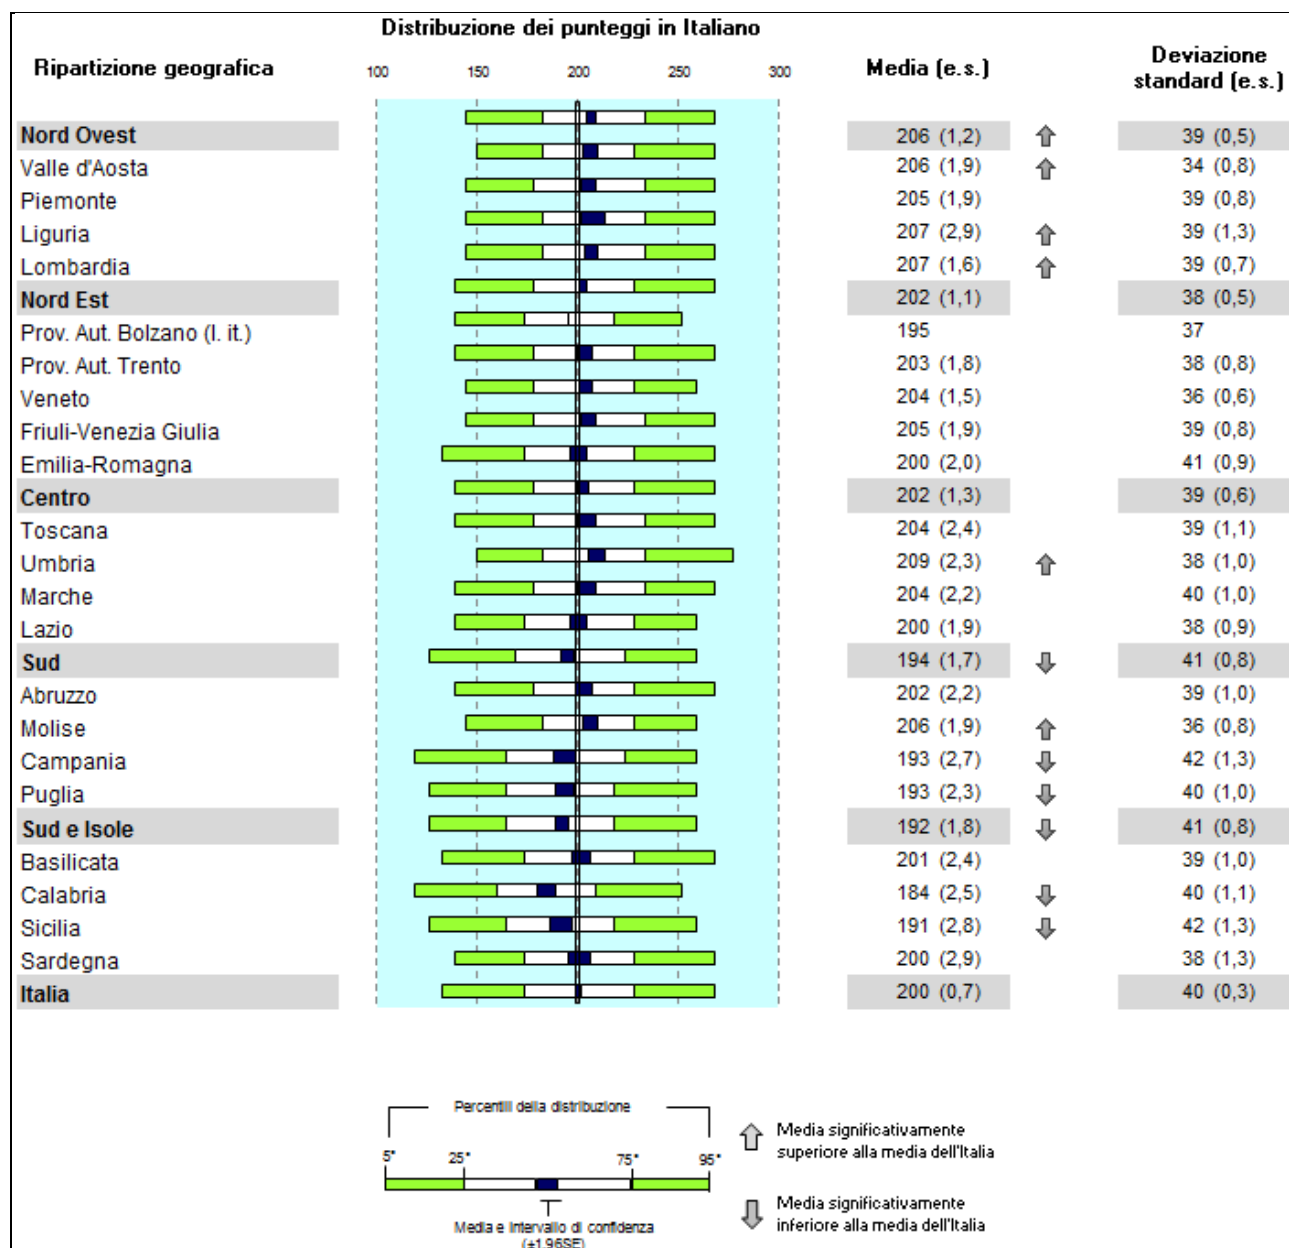 Distribuzione dei punteggi in Italiano
Ripartizione geografica 100 150 200 250 300 Media (e.s.) Deviazione standard (e.s.)
Nord Ovest 206 (1,2) 39 (0,5)
Valle d'Aosta 206 (1,9) 34 (0,8)
Piemonte 205 (1,9) 39 (0,8)
Liguria 207 (2,9) 39 (1,3)
Lombardia 207 (1,6) 39 (0,7)
Nord Est 202 (1,1) 38 (0,5)
Prov. Aut. Bolzano (l. it.) 195 37
Prov. Aut. Trento 203 (1,8) 38 (0,8)
Veneto 204 (1,5) 36 (0,6)
Friuli-Venezia Giulia 205 (1,9) 39 (0,8)
Emilia-Romagna 200 (2,0) 41 (0,9)
Centro 202 (1,3) 39 (0,6)
Toscana 204 (2,4) 39 (1,1)
Umbria 209 (2,3) 38 (1,0)
Marche 204 (2,2) 40 (1,0)
Lazio 200 (1,9) 38 (0,9)
Sud 194 (1,7) 41 (0,8)
Abruzzo 202 (2,2) 39 (1,0)
Molise 206 (1,9) 36 (0,8)
Campania 193 (2,7) 42 (1,3)
Puglia 193 (2,3) 40 (1,0)
Sud e Isole 192 (1,8) 41 (0,8)
Basilicata 201 (2,4) 39 (1,0)
Calabria 184 (2,5) 40 (1,1)
Sicilia 191 (2,8) 42 (1,3)
Sardegna 200 (2,9) 38 (1,3)
Italia 200 (0,7) 40 (0,3)
Percentili della distribuzione
5° 25° 75° 95°
Media e intervallo di confidenza
(±1.96SE)
Media significativamente
superiore alla media dell'Italia
Media significativamente
inferiore alla media dell'Italia